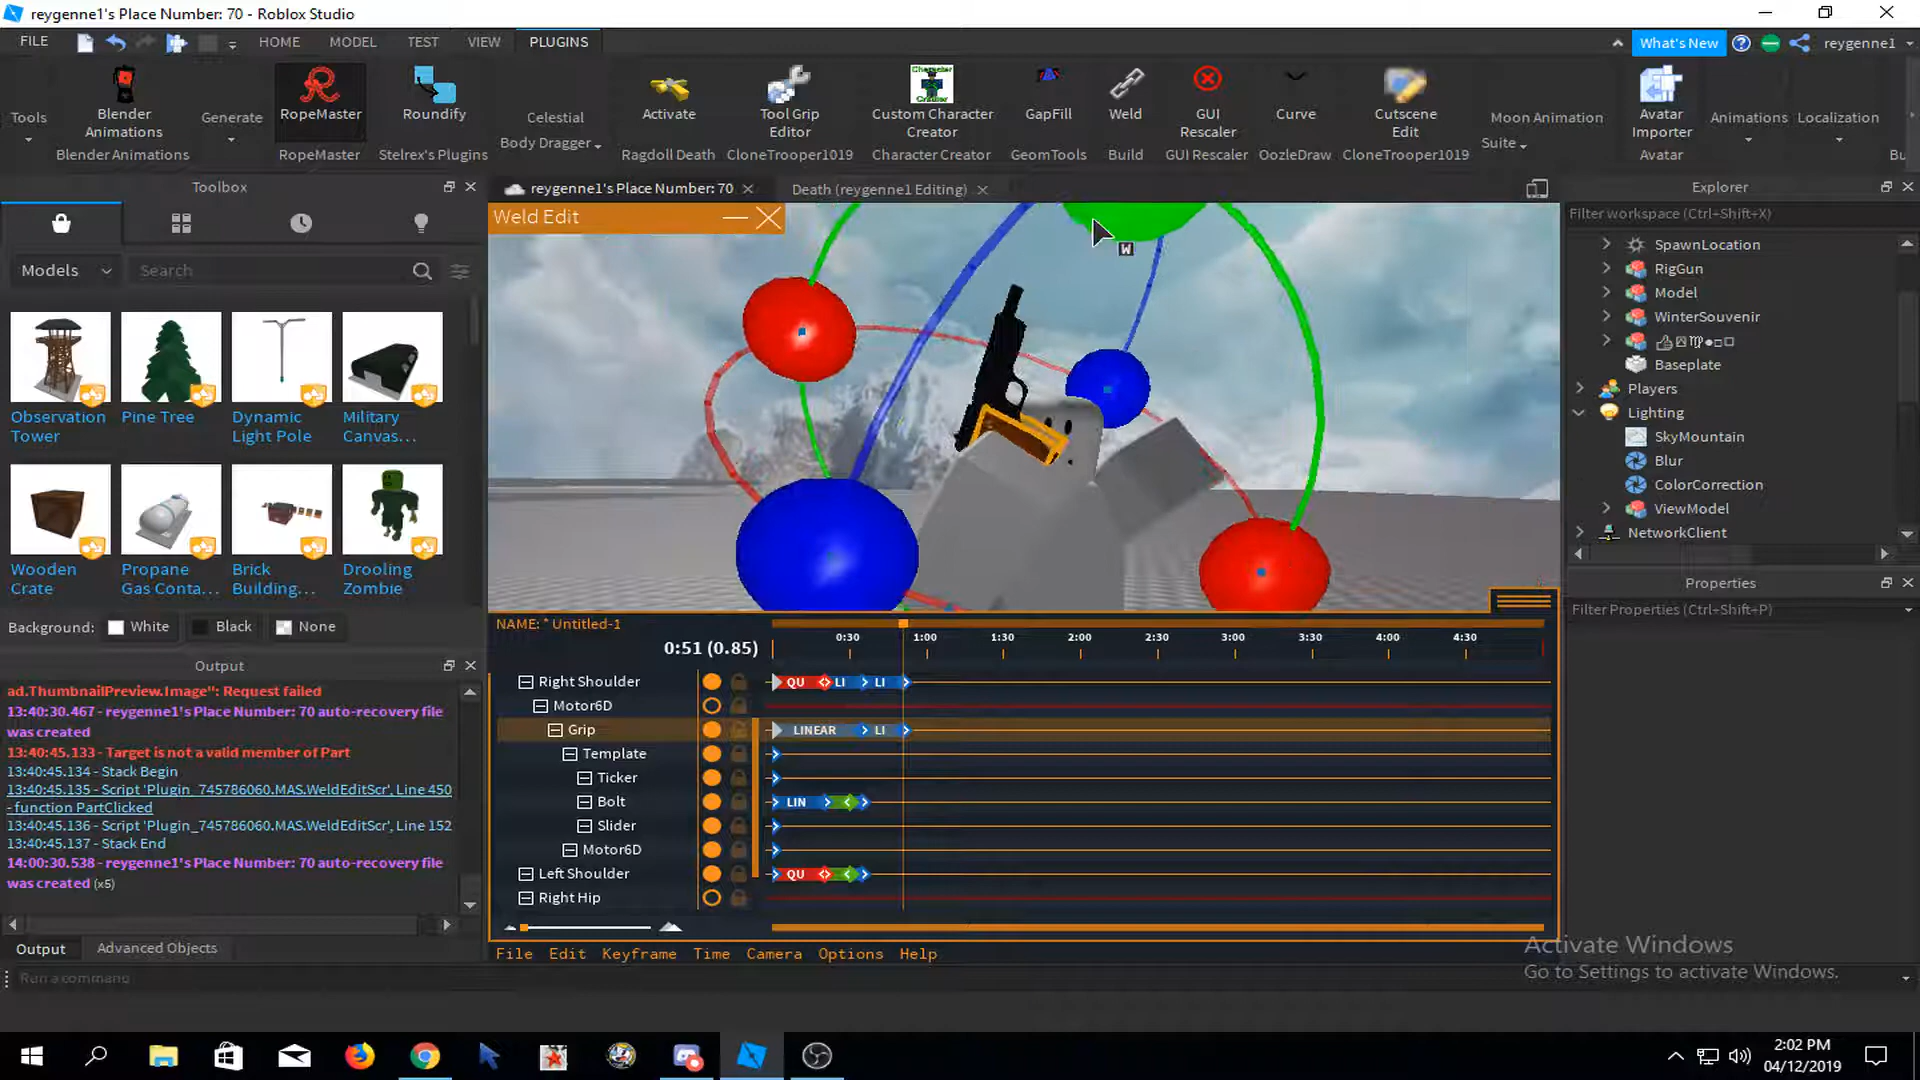 reygenne1's Place Number: 70 - Roblox Studio
FILE HOME MODEL TEST VIEW PLUGINS What's New reygenne1
Tools
Blender Animations
Blender Animations
Generate
RopeMaster
RopeMaster
Roundify
Stelrex's Plugins
Celestial
Body Dragger
Activate
Ragdoll Death
Tool Grip Editor
CloneTrooper1019
Custom Character Creator
Character Creator
GapFill
GeomTools
Weld
Build
GUI Rescaler
GUI Rescaler
Curve
OozleDraw
Cutscene Edit
CloneTrooper1019
Moon Animation
Suite
Avatar Importer
Avatar
Animations
Localization
Bu
Toolbox
Models
Search
Observation Tower
Pine Tree
Dynamic Light Pole
Military Canvas...
Wooden Crate
Propane Gas Conta...
Brick Building...
Drooling Zombie
Background: White Black None
Output
ad.ThumbnailPreview.Image": Request failed
13:40:30.467 - reygenne1's Place Number: 70 auto-recovery file
was created
13:40:45.133 - Target is not a valid member of Part
13:40:45.134 - Stack Begin
13:40:45.135 - Script 'Plugin_745786060.MAS.WeldEditScr', Line 450
- function PartClicked
13:40:45.136 - Script 'Plugin_745786060.MAS.WeldEditScr', Line 152
13:40:45.137 - Stack End
14:00:30.538 - reygenne1's Place Number: 70 auto-recovery file
was created (x5)
Output Advanced Objects
Run a command
reygenne1's Place Number: 70
Death (reygenne1 Editing)
Weld Edit
W
NAME: * Untitled-1
0:51 (0.85)
0:30 1:00 1:30 2:00 2:30 3:00 3:30 4:00 4:30
Right Shoulder QU LI LI
Motor6D
Grip LINEAR LI
Template
Ticker
Bolt LIN
Slider
Motor6D
Left Shoulder QU
Right Hip
File Edit Keyframe Time Camera Options Help
Explorer
Filter workspace (Ctrl+Shift+X)
SpawnLocation
RigGun
Model
WinterSouvenir
Baseplate
Players
Lighting
SkyMountain
Blur
ColorCorrection
ViewModel
NetworkClient
Properties
Filter Properties (Ctrl+Shift+P)
Activate Windows
Go to Settings to activate Windows.
2:02 PM
04/12/2019